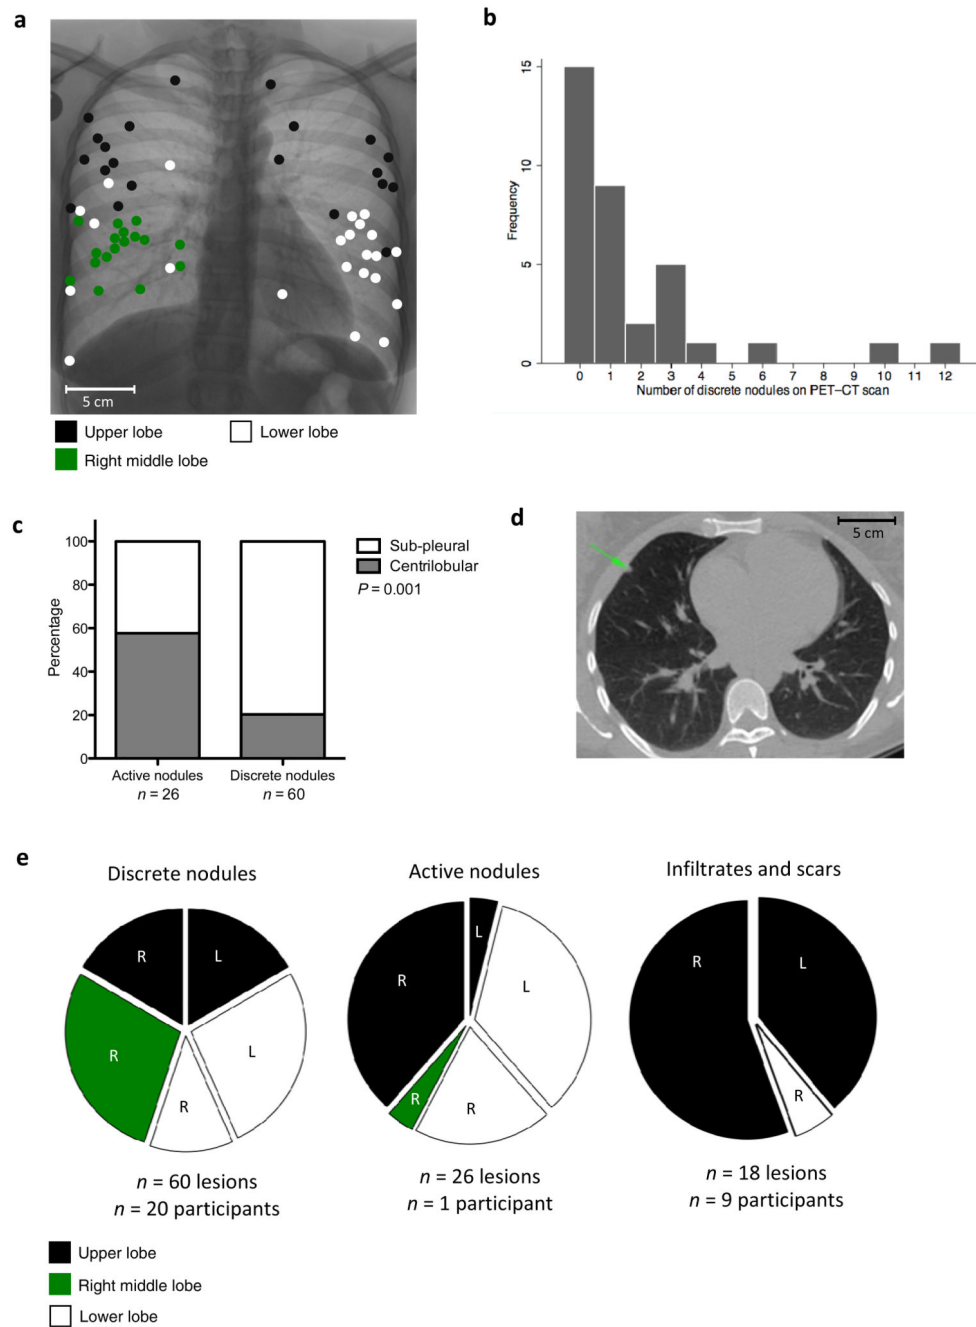 a
5 cm
Upper lobe
Lower lobe
Right middle lobe
b
15
10
5
0
Frequency
0 1 2 3 4 5 6 7 8 9 10 11 12
Number of discrete nodules on PET–CT scan
c
100
80
60
40
20
0
Percentage
Sub-pleural
Centrilobular
P = 0.001
Active nodules
n = 26
Discrete nodules
n = 60
d
5 cm
e
Discrete nodules
R
L
R
L
R
n = 60 lesions
n = 20 participants
Active nodules
L
R
L
R
R
n = 26 lesions
n = 1 participant
Infiltrates and scars
R
L
R
n = 18 lesions
n = 9 participants
Upper lobe
Right middle lobe
Lower lobe